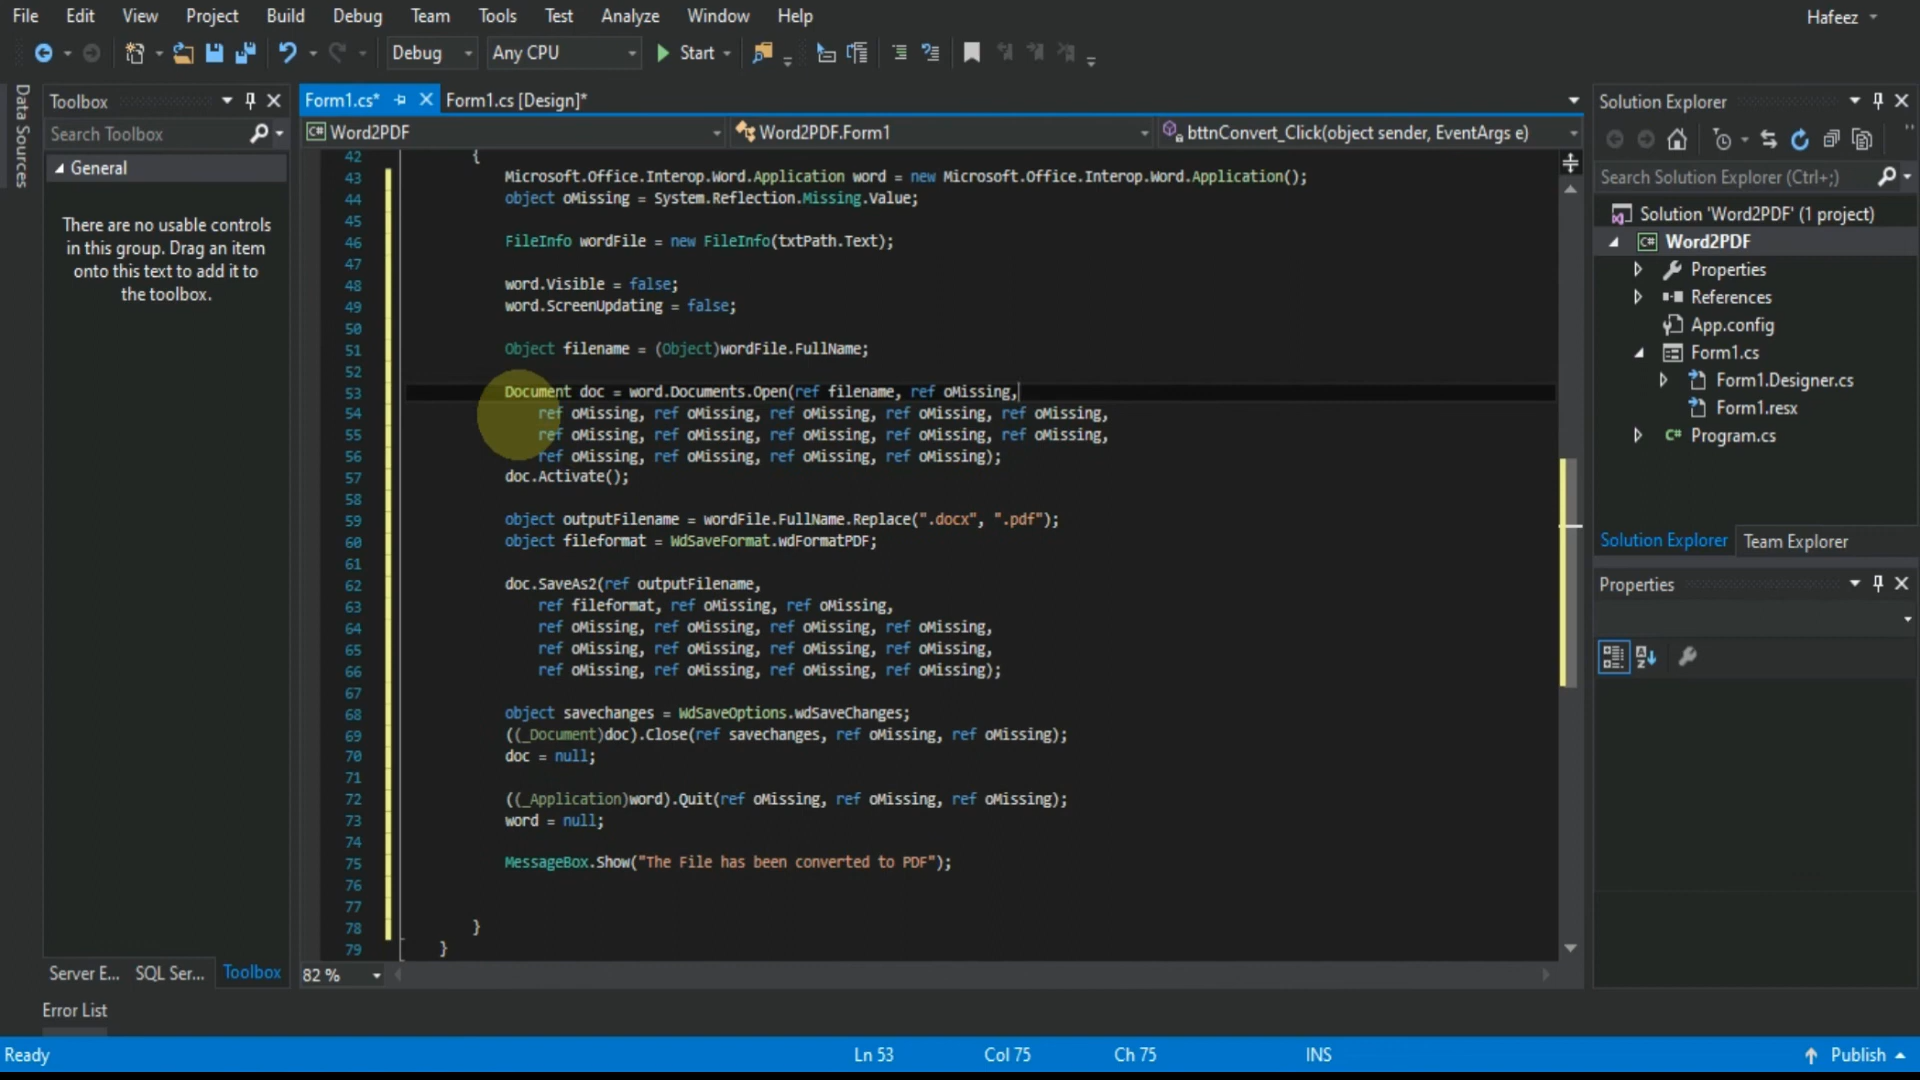 File Edit View Project Build Debug Team Tools Test Analyze Window Help Hafeez
Debug Any CPU Start
Data Sources
Toolbox
Search Toolbox
General
There are no usable controls
in this group. Drag an item
onto this text to add it to
the toolbox.
Server E... SQL Ser... Toolbox
Form1.cs* Form1.cs [Design]*
C# Word2PDF Word2PDF.Form1 bttnConvert_Click(object sender, EventArgs e)
42 {
43 Microsoft.Office.Interop.Word.Application word = new Microsoft.Office.Interop.Word.Application();
44 object oMissing = System.Reflection.Missing.Value;
45
46 FileInfo wordFile = new FileInfo(txtPath.Text);
47
48 word.Visible = false;
49 word.ScreenUpdating = false;
50
51 Object filename = (Object)wordFile.FullName;
52
53 Document doc = word.Documents.Open(ref filename, ref oMissing,
54 ref oMissing, ref oMissing, ref oMissing, ref oMissing, ref oMissing,
55 ref oMissing, ref oMissing, ref oMissing, ref oMissing, ref oMissing,
56 ref oMissing, ref oMissing, ref oMissing, ref oMissing);
57 doc.Activate();
58
59 object outputFilename = wordFile.FullName.Replace(".docx", ".pdf");
60 object fileformat = WdSaveFormat.wdFormatPDF;
61
62 doc.SaveAs2(ref outputFilename,
63 ref fileformat, ref oMissing, ref oMissing,
64 ref oMissing, ref oMissing, ref oMissing, ref oMissing,
65 ref oMissing, ref oMissing, ref oMissing, ref oMissing,
66 ref oMissing, ref oMissing, ref oMissing, ref oMissing);
67
68 object savechanges = WdSaveOptions.wdSaveChanges;
69 ((_Document)doc).Close(ref savechanges, ref oMissing, ref oMissing);
70 doc = null;
71
72 ((_Application)word).Quit(ref oMissing, ref oMissing, ref oMissing);
73 word = null;
74
75 MessageBox.Show("The File has been converted to PDF");
76
77
78 }
79 }
82 %
Solution Explorer
Search Solution Explorer (Ctrl+;)
Solution 'Word2PDF' (1 project)
C# Word2PDF
Properties
References
App.config
Form1.cs
Form1.Designer.cs
Form1.resx
C# Program.cs
Solution Explorer Team Explorer
Properties
Error List
Ready Ln 53 Col 75 Ch 75 INS Publish